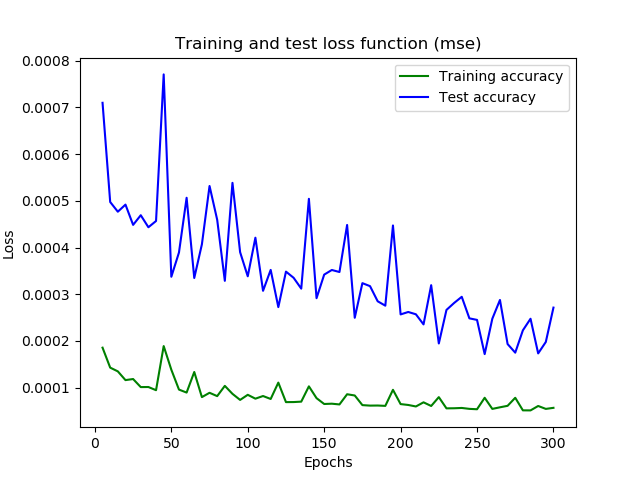 Training and test loss function (mse)
Training accuracy
Test accuracy
Loss
0.0008
0.0007
0.0006
0.0005
0.0004
0.0003
0.0002
0.0001
0 50 100 150 200 250 300
Epochs